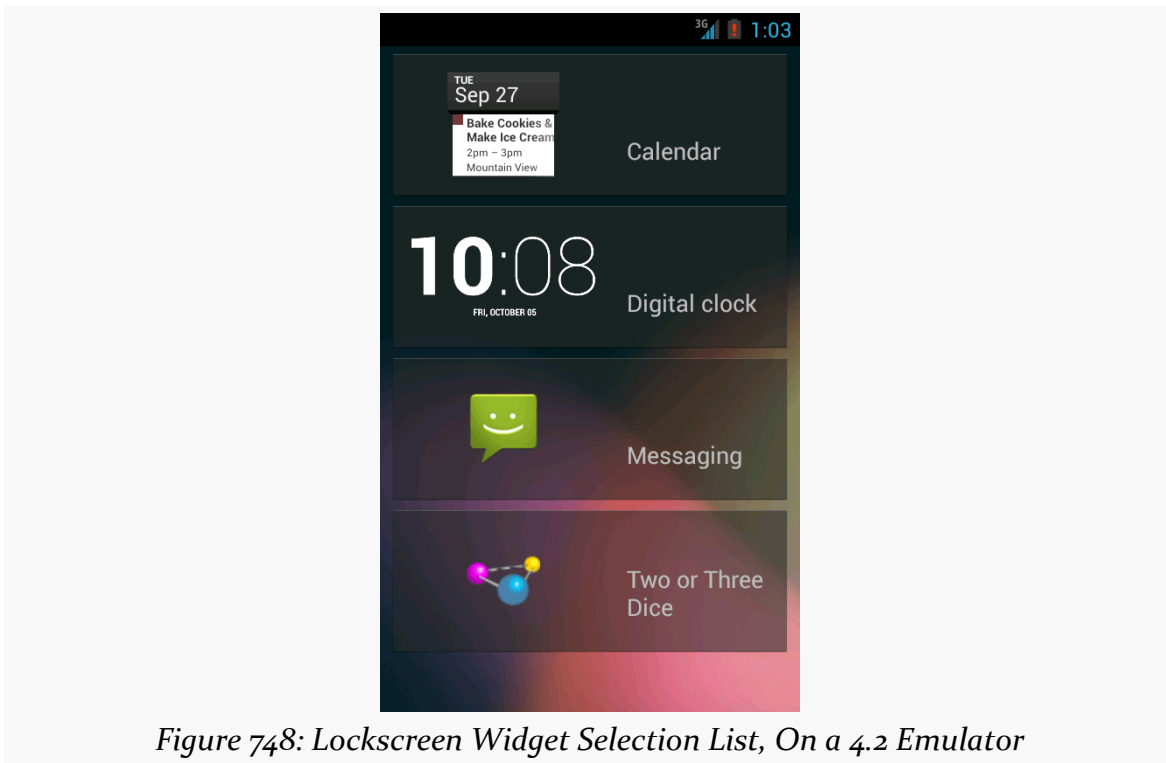 3G 1:03
TUE
Sep 27
Bake Cookies &
Make Ice Cream
2pm – 3pm
Mountain View
Calendar
10:08
FRI, OCTOBER 05
Digital clock
Messaging
Two or Three
Dice
Figure 748: Lockscreen Widget Selection List, On a 4.2 Emulator